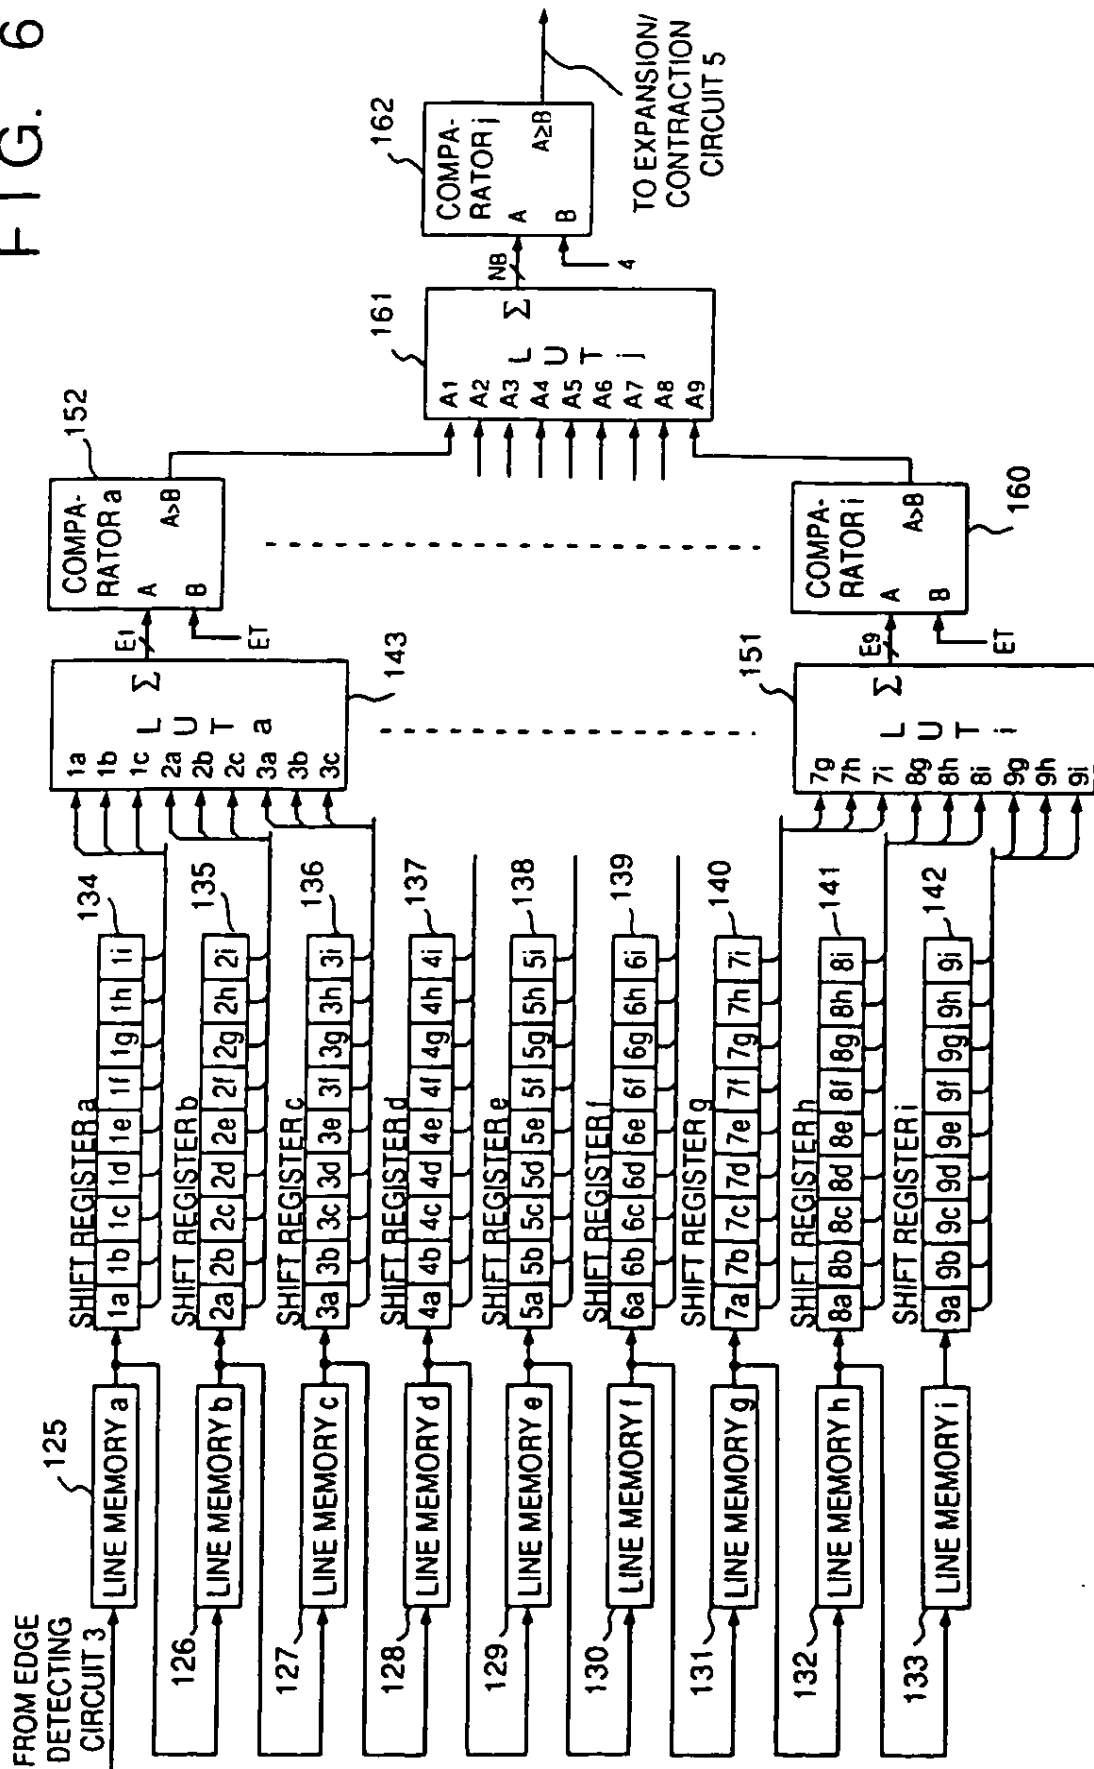 FIG. 6
FROM EDGE
DETECTING
CIRCUIT 3
125
LINE MEMORY a
126
LINE MEMORY b
127
LINE MEMORY c
128
LINE MEMORY d
129
LINE MEMORY e
130
LINE MEMORY f
131
LINE MEMORY g
132
LINE MEMORY h
133
LINE MEMORY i
SHIFT REGISTER a
134
1a 1b 1c 1d 1e 1f 1g 1h 1i
SHIFT REGISTER b
135
2a 2b 2c 2d 2e 2f 2g 2h 2i
SHIFT REGISTER c
136
3a 3b 3c 3d 3e 3f 3g 3h 3i
SHIFT REGISTER d
137
4a 4b 4c 4d 4e 4f 4g 4h 4i
SHIFT REGISTER e
138
5a 5b 5c 5d 5e 5f 5g 5h 5i
SHIFT REGISTER f
139
6a 6b 6c 6d 6e 6f 6g 6h 6i
SHIFT REGISTER g
140
7a 7b 7c 7d 7e 7f 7g 7h 7i
SHIFT REGISTER h
141
8a 8b 8c 8d 8e 8f 8g 8h 8i
SHIFT REGISTER i
142
9a 9b 9c 9d 9e 9f 9g 9h 9i
1a
1b
1c
2a
2b
2c
3a
3b
3c
LUT a
Σ
143
E1
ET
COMPA-
RATOR a
A
B
A>B
152
7g
7h
7i
8g
8h
8i
9g
9h
9i
LUT i
Σ
151
E9
ET
COMPA-
RATOR i
A
B
A>B
160
A1
A2
A3
A4
A5
A6
A7
A8
A9
LUT j
Σ
161
NB
4
COMPA-
RATOR j
A
B
A≥B
162
TO EXPANSION/
CONTRACTION
CIRCUIT 5